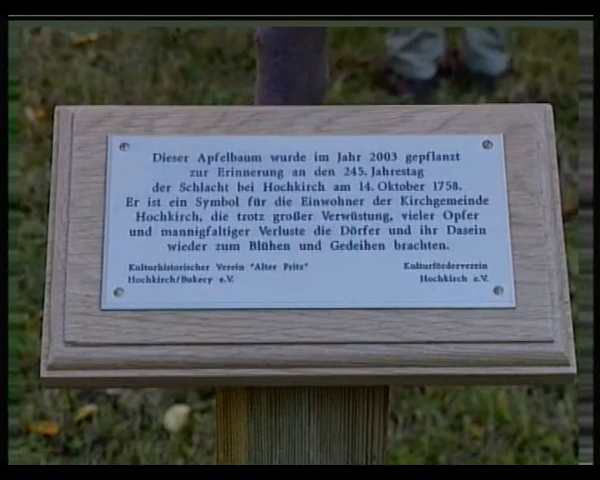 Dieser Apfelbaum wurde im Jahr 2003 gepflanzt
zur Erinnerung an den 245. Jahrestag
der Schlacht bei Hochkirch am 14. Oktober 1758.
Er ist ein Symbol für die Einwohner der Kirchgemeinde
Hochkirch, die trotz großer Verwüstung, vieler Opfer
und mannigfaltiger Verluste die Dörfer und ihr Dasein
wieder zum Blühen und Gedeihen brachten.
Kulturhistorischer Verein "Alter Fritz"
Hochkirch/Bukecy e.V.
Kulturförderverein
Hochkirch e.V.